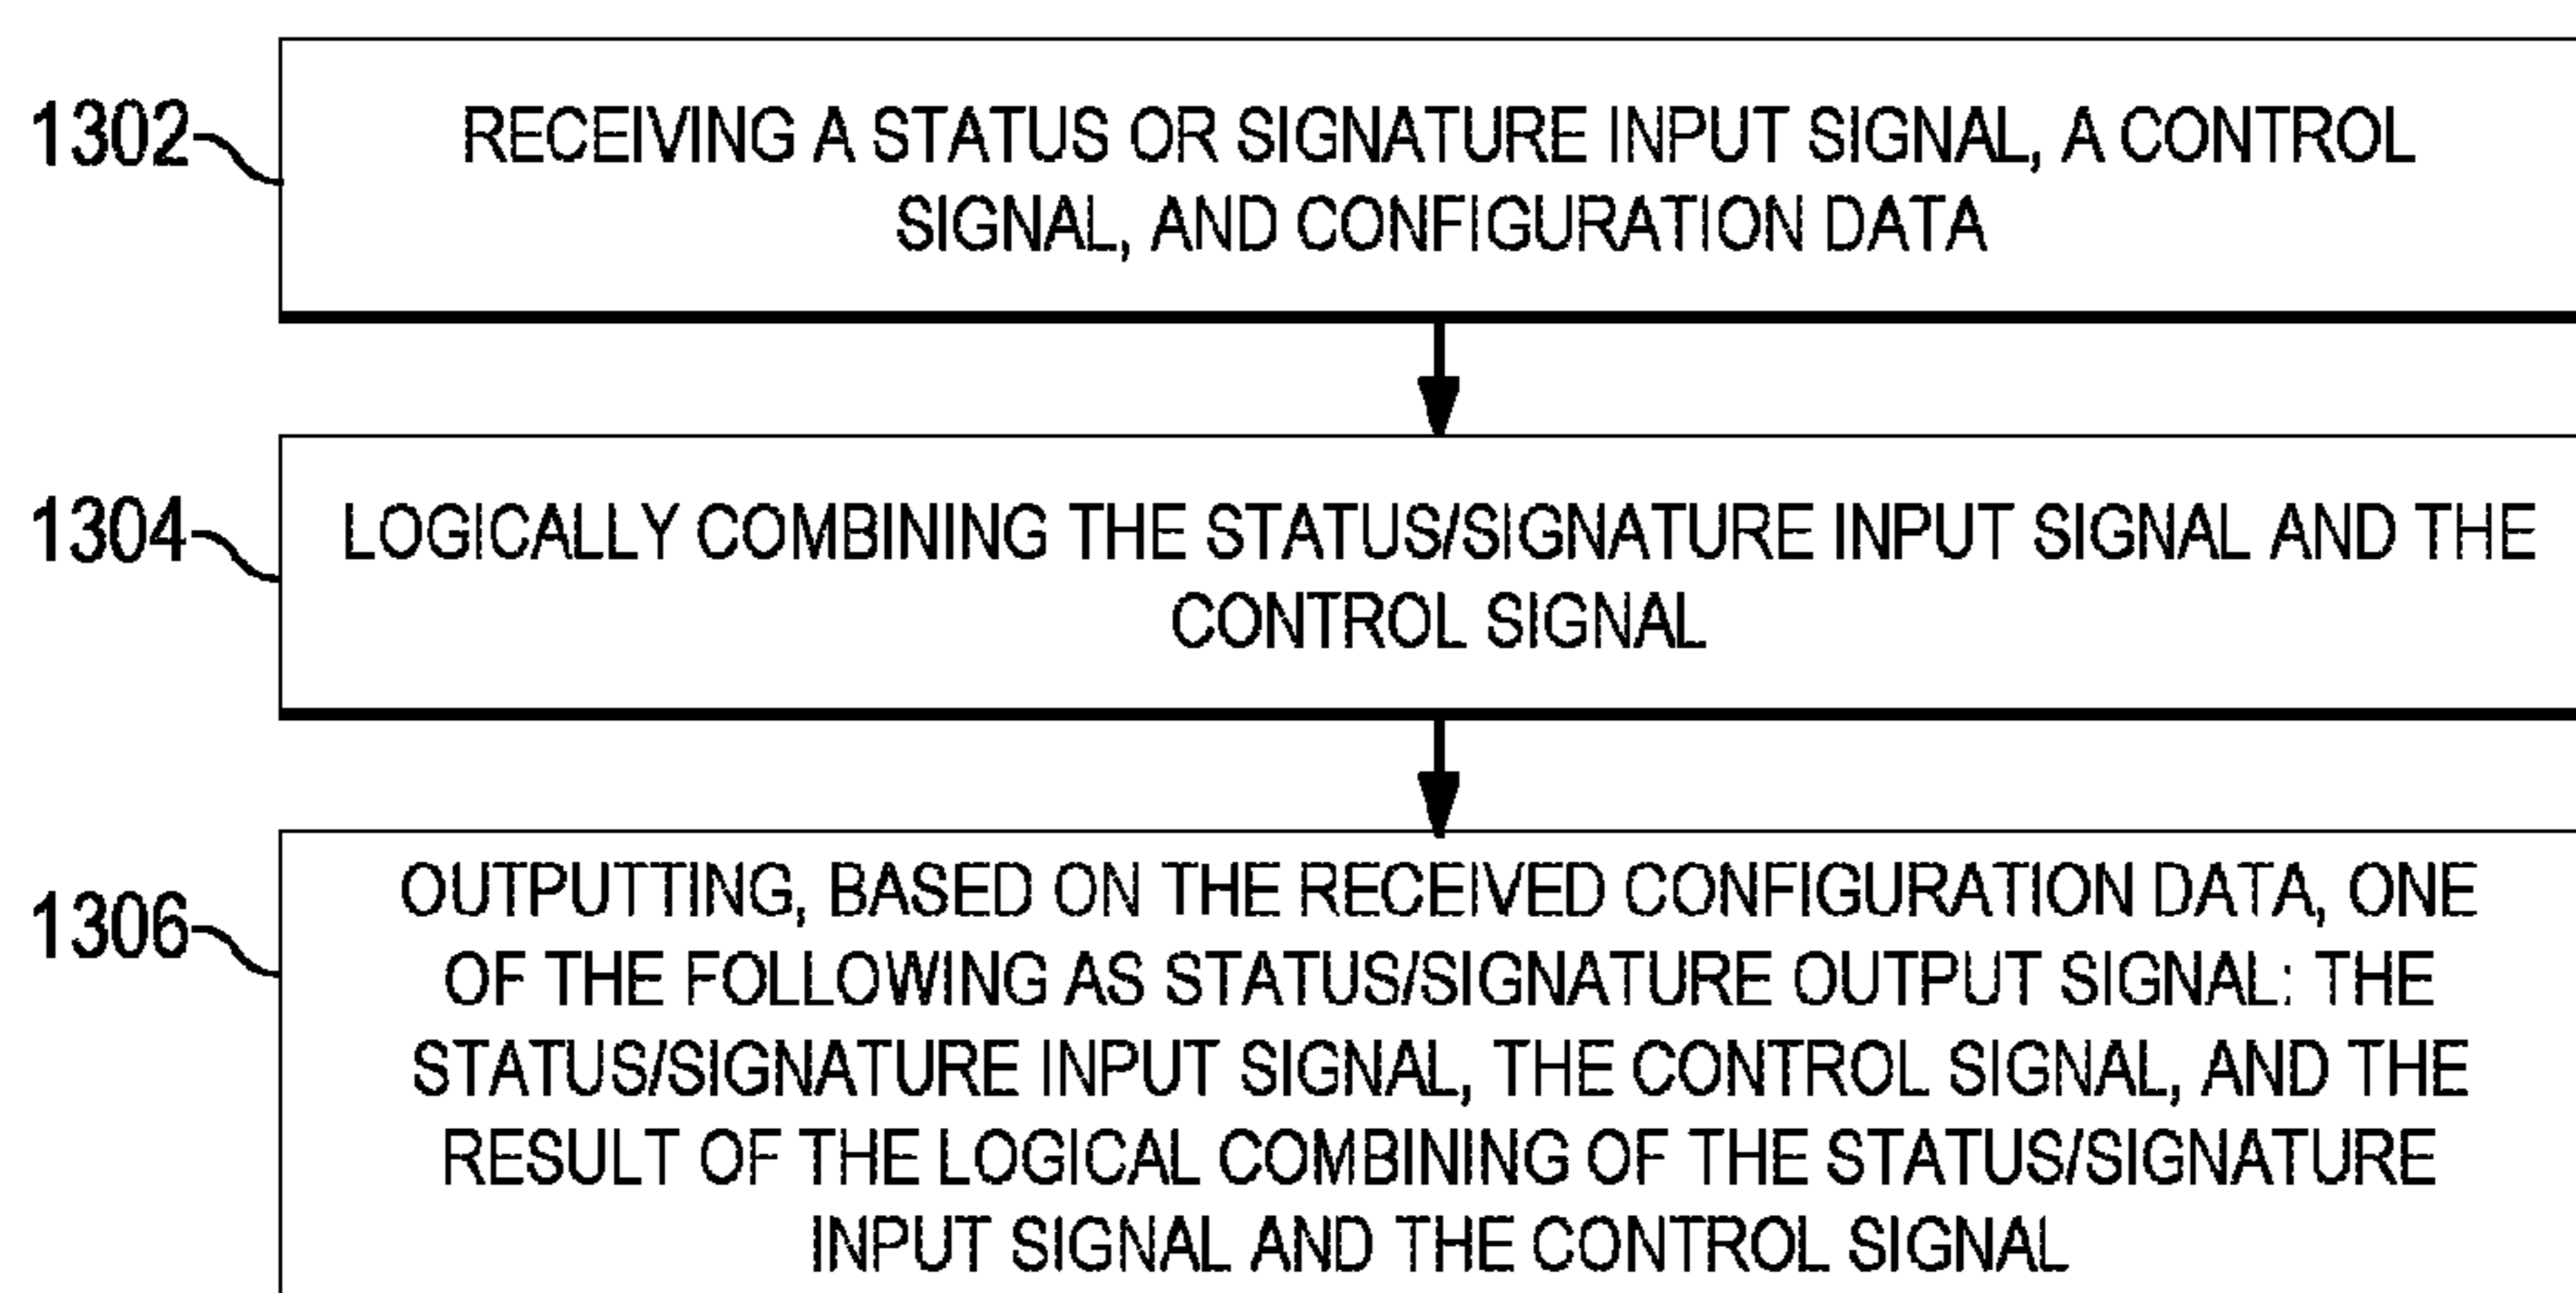 1302
RECEIVING A STATUS OR SIGNATURE INPUT SIGNAL, A CONTROL
SIGNAL, AND CONFIGURATION DATA
1304
LOGICALLY COMBINING THE STATUS/SIGNATURE INPUT SIGNAL AND THE
CONTROL SIGNAL
1306
OUTPUTTING, BASED ON THE RECEIVED CONFIGURATION DATA, ONE
OF THE FOLLOWING AS STATUS/SIGNATURE OUTPUT SIGNAL: THE
STATUS/SIGNATURE INPUT SIGNAL, THE CONTROL SIGNAL, AND THE
RESULT OF THE LOGICAL COMBINING OF THE STATUS/SIGNATURE
INPUT SIGNAL AND THE CONTROL SIGNAL